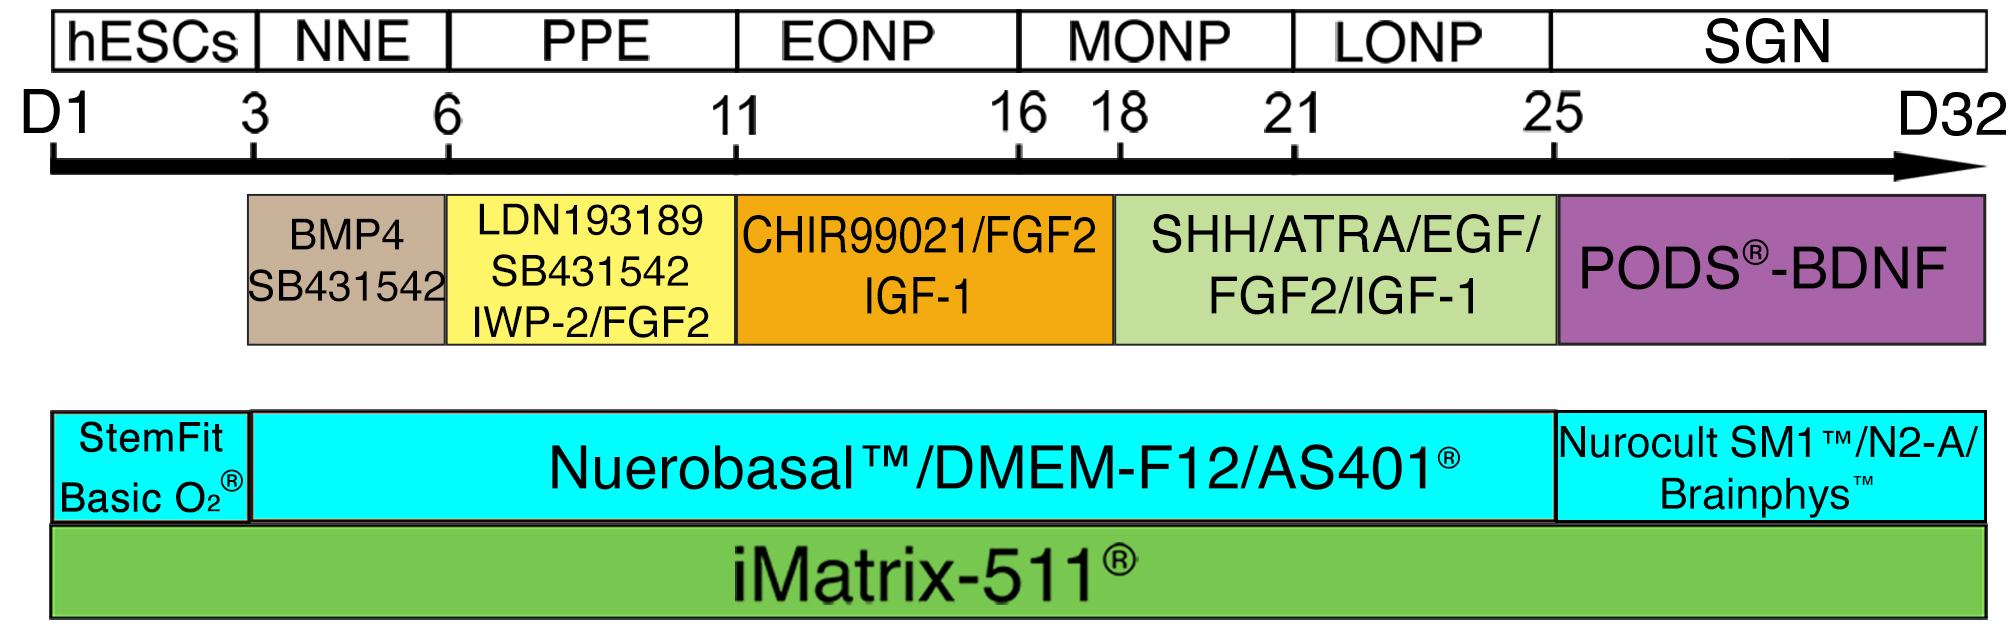 hESCs NNE PPE EONP MONP LONP SGN
D1 3 6 11 16 18 21 25 D32
BMP4
SB431542
LDN193189
SB431542
IWP-2/FGF2
CHIR99021/FGF2
IGF-1
SHH/ATRA/EGF/
FGF2/IGF-1
PODS®-BDNF
StemFit
Basic O₂®
Nuerobasal™/DMEM-F12/AS401®
Nurocult SM1™/N2-A/
Brainphys™
iMatrix-511®